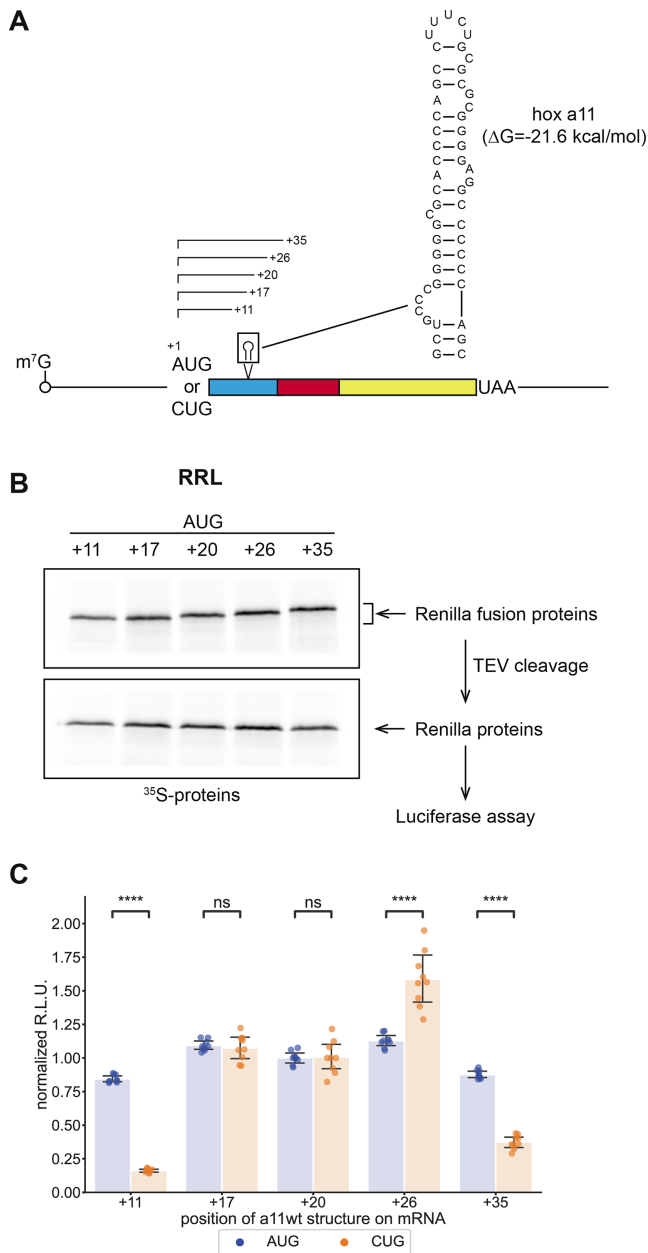 A
hox a11
(ΔG=-21.6 kcal/mol)
+35
+26
+20
+17
+11
+1
m⁷G
AUG
or
CUG
UAA
B
RRL
AUG
+11 +17 +20 +26 +35
Renilla fusion proteins
TEV cleavage
Renilla proteins
³⁵S-proteins
Luciferase assay
C
**** ns ns **** ****
2.00
1.75
1.50
1.25
1.00
0.75
0.50
0.25
0.00
normalized R.L.U.
+11 +17 +20 +26 +35
position of a11wt structure on mRNA
AUG CUG